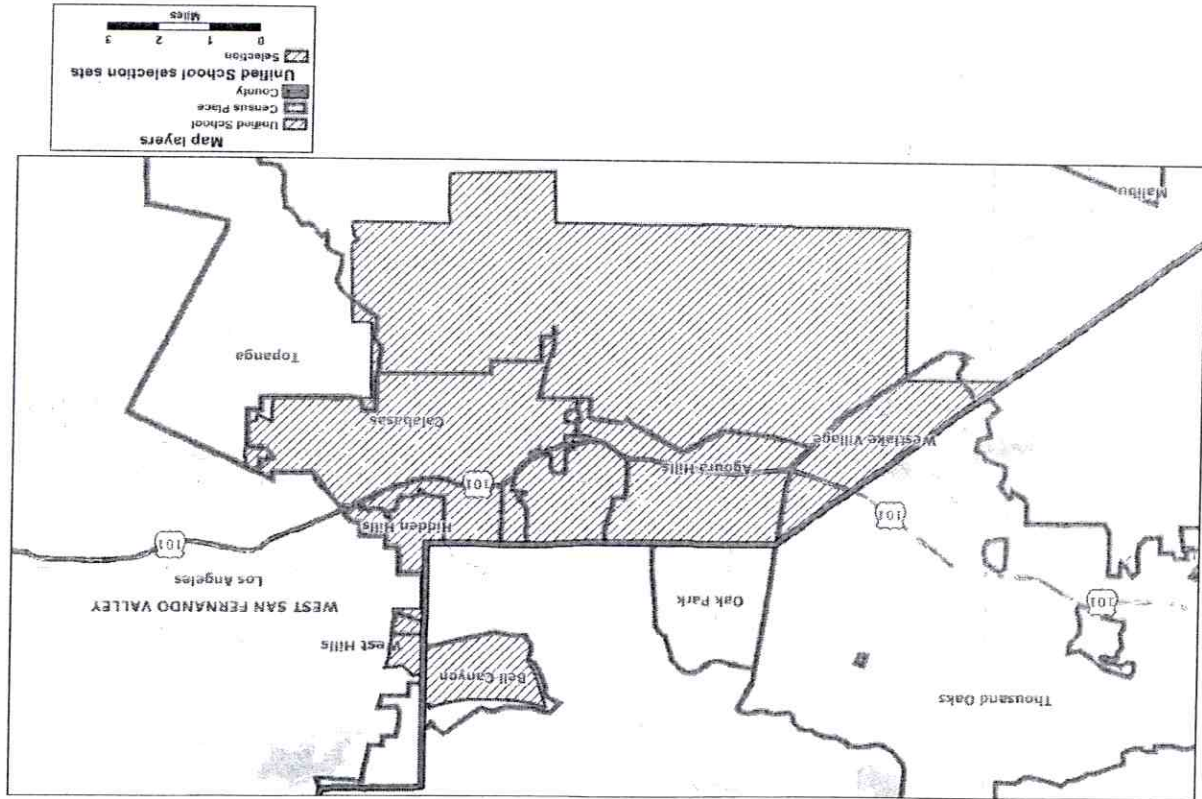 Thousand Oaks
Bell Canyon
West Hills
WEST SAN FERNANDO VALLEY
101
Oak Park
Los Angeles
101
101
Hidden Hills
101
Agoura Hills
Westlake Village
Calabasas
Topanga
Malibu
Map layers
Unified School
Census Place
County
Unified School selection sets
Selection
0 1 2 3
Miles